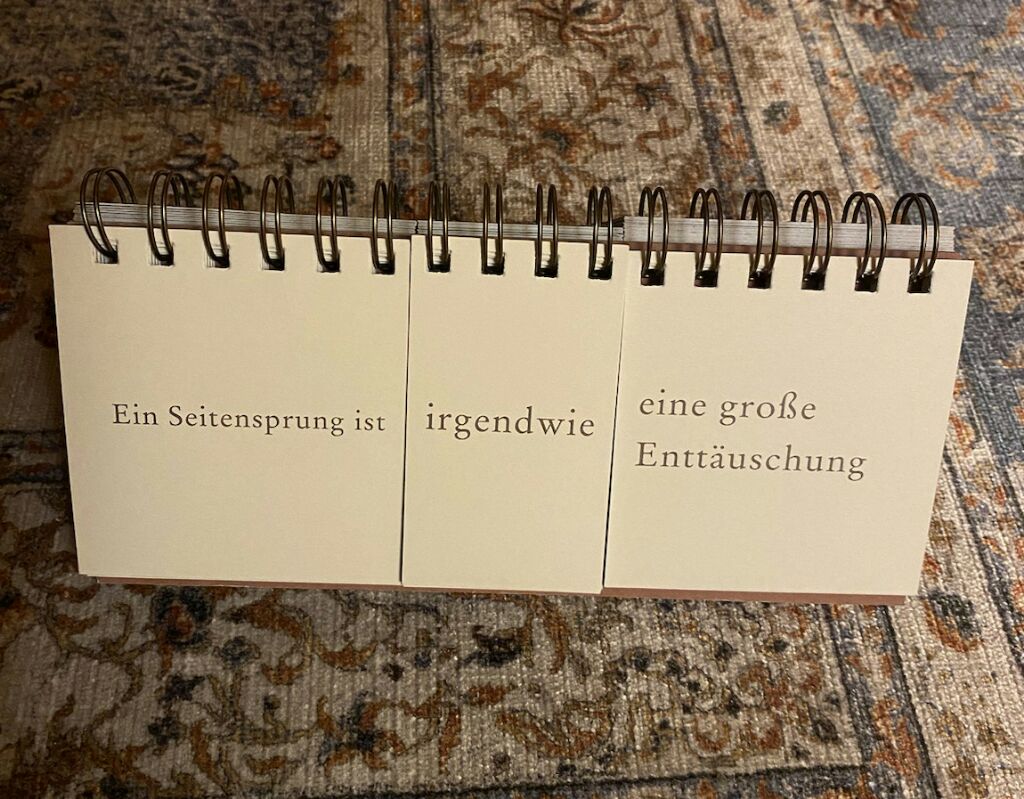 Ein Seitensprung ist
irgendwie
eine große
Enttäuschung